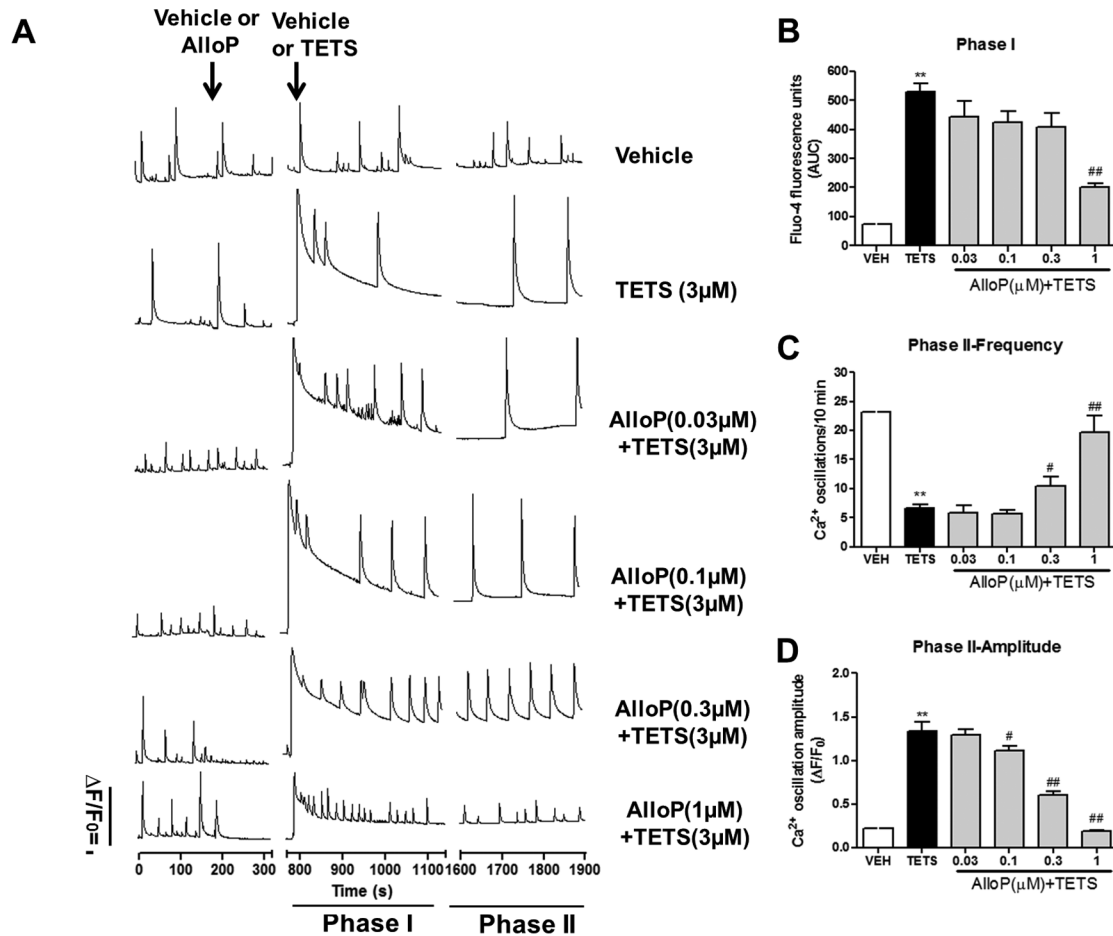 A
Vehicle or
AlloP
Vehicle
or TETS
Vehicle
TETS (3µM)
AlloP(0.03µM)
+TETS(3µM)
AlloP(0.1µM)
+TETS(3µM)
AlloP(0.3µM)
+TETS(3µM)
AlloP(1µM)
+TETS(3µM)
0 100 200 300 800 900 1000 1100 1600 1700 1800 1900
Time (s)
Phase I Phase II
B
Phase I
Fluo-4 fluorescence units
(AUC)
600
500
400
300
200
100
0
**
##
VEH TETS 0.03 0.1 0.3 1
AlloP(µM)+TETS
C
Phase II-Frequency
Ca2+ oscillations/10 min
30
25
20
15
10
5
0
**
#
##
VEH TETS 0.03 0.1 0.3 1
AlloP(µM)+TETS
D
Phase II-Amplitude
Ca2+ oscillation amplitude
(ΔF/F0)
2.0
1.5
1.0
0.5
0.0
**
#
##
##
VEH TETS 0.03 0.1 0.3 1
AlloP(µM)+TETS